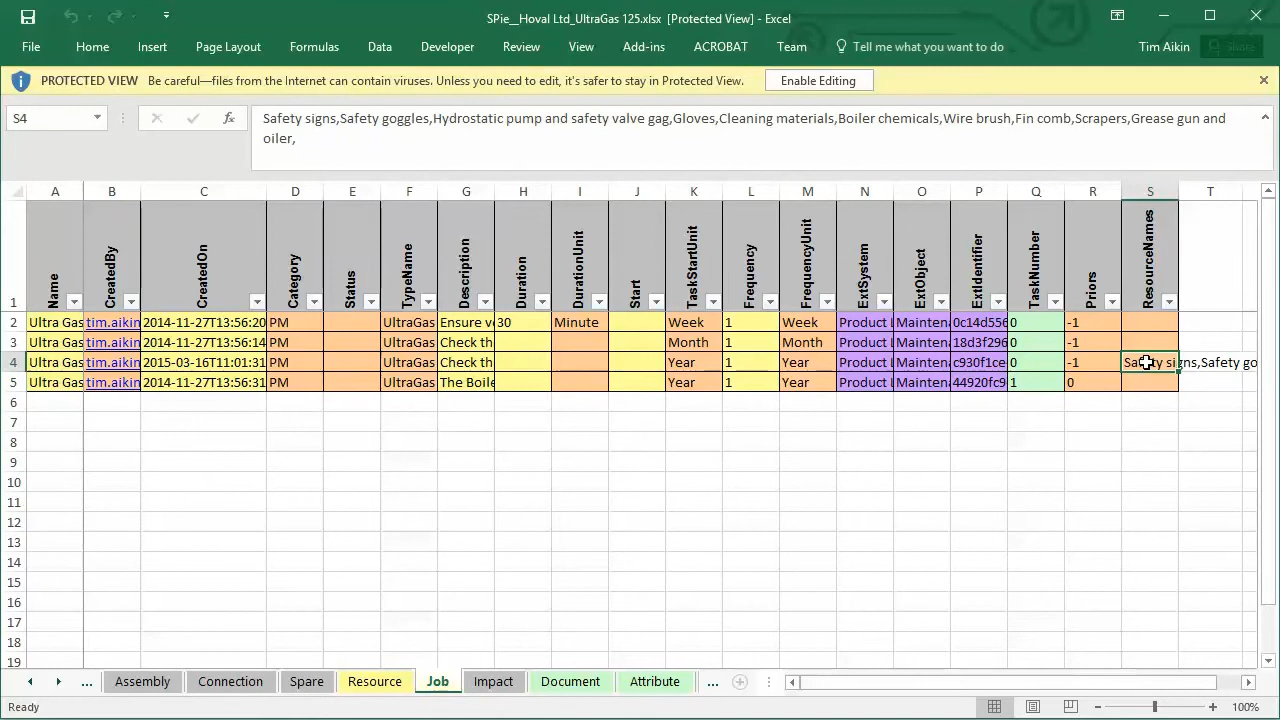 SPie__Hoval Ltd_UltraGas 125.xlsx [Protected View] - Excel
File Home Insert Page Layout Formulas Data Developer Review View Add-ins ACROBAT Team Tell me what you want to do Tim Aikin Share
PROTECTED VIEW Be careful—files from the Internet can contain viruses. Unless you need to edit, it's safer to stay in Protected View. Enable Editing
S4 fx Safety signs,Safety goggles,Hydrostatic pump and safety valve gag,Gloves,Cleaning materials,Boiler chemicals,Wire brush,Fin comb,Scrapers,Grease gun and
oiler,
A B C D E F G H I J K L M N O P Q R S T
1 Name CreatedBy CreatedOn Category Status TypeName Description Duration DurationUnit Start TaskStartUnit Frequency FrequencyUnit ExtSystem ExtObject ExtIdentifier TaskNumber Priors ResourceNames
2 Ultra Gas tim.aikin 2014-11-27T13:56:20 PM UltraGas Ensure ve 30 Minute Week 1 Week Product L Maintena 0c14d556 0 -1
3 Ultra Gas tim.aikin 2014-11-27T13:56:14 PM UltraGas Check th Month 1 Month Product L Maintena 18d3f296 0 -1
4 Ultra Gas tim.aikin 2015-03-16T11:01:31 PM UltraGas Check th Year 1 Year Product L Maintena c930f1ce 0 -1 Safety signs,Safety go
5 Ultra Gas tim.aikin 2014-11-27T13:56:31 PM UltraGas The Boile Year 1 Year Product L Maintena 44920fc9 1 0
6
7
8
9
10
11
12
13
14
15
16
17
18
19
... Assembly Connection Spare Resource Job Impact Document Attribute ...
Ready 100%